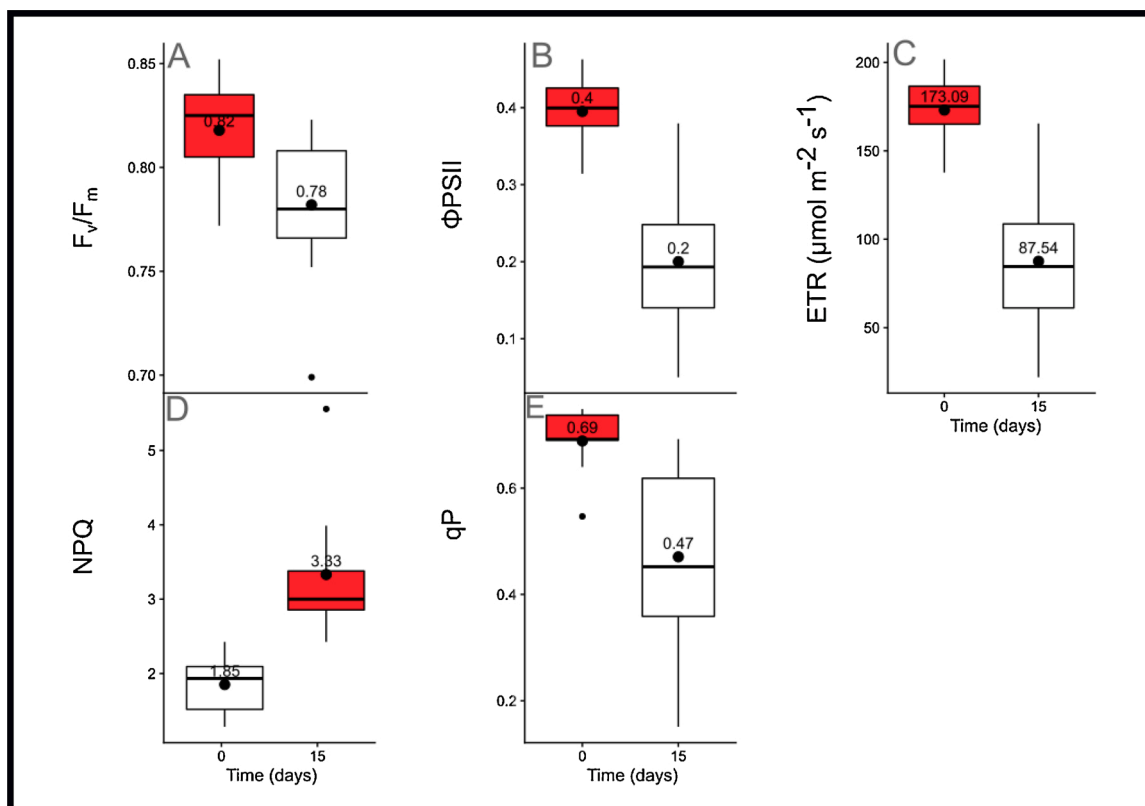 A
F_v/F_m
0.85
0.80
0.75
0.70
0.82
0.78
B
ΦPSII
0.4
0.3
0.2
0.1
0.4
0.2
C
ETR (µmol m⁻² s⁻¹)
200
150
100
50
173.09
87.54
0 15
Time (days)
D
NPQ
5
4
3
2
1.85
3.33
0 15
Time (days)
E
qP
0.6
0.4
0.2
0.69
0.47
0 15
Time (days)